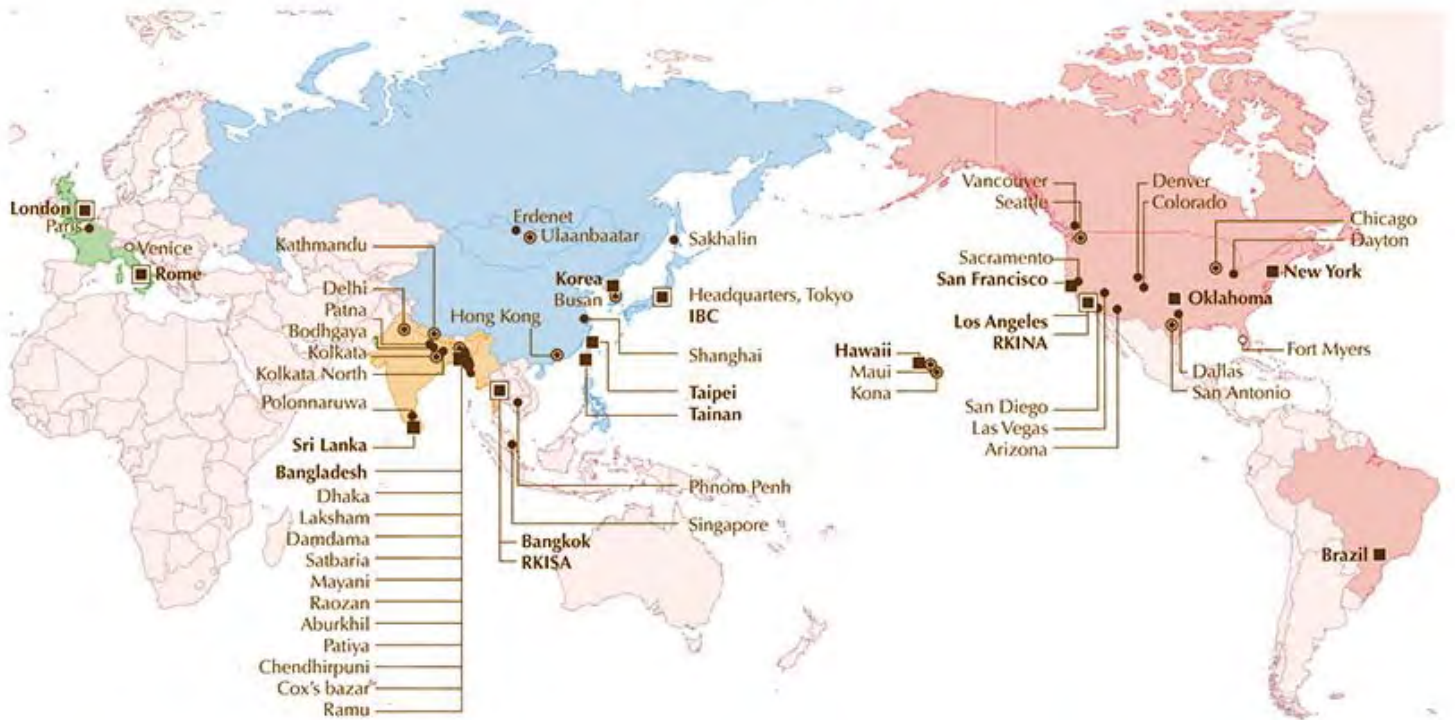 London
Paris
Venice
Rome
Kathmandu
Delhi
Patna
Bodhgaya
Kolkata
Kolkata North
Polonnaruwa
Sri Lanka
Bangladesh
Dhaka
Laksham
Damdama
Satbaria
Mayani
Raozan
Aburkhil
Patiya
Chendhirpuni
Cox's bazar
Ramu
Erdenet
Ulaanbaatar
Sakhalin
Korea
Busan
Headquarters, Tokyo
IBC
Hong Kong
Shanghai
Taipei
Tainan
Phnom Penh
Singapore
Bangkok
RKISA
Vancouver
Seattle
Denver
Colorado
Chicago
Dayton
Sacramento
San Francisco
New York
Oklahoma
Los Angeles
RKINA
Hawaii
Maui
Kona
Fort Myers
Dallas
San Antonio
San Diego
Las Vegas
Arizona
Brazil